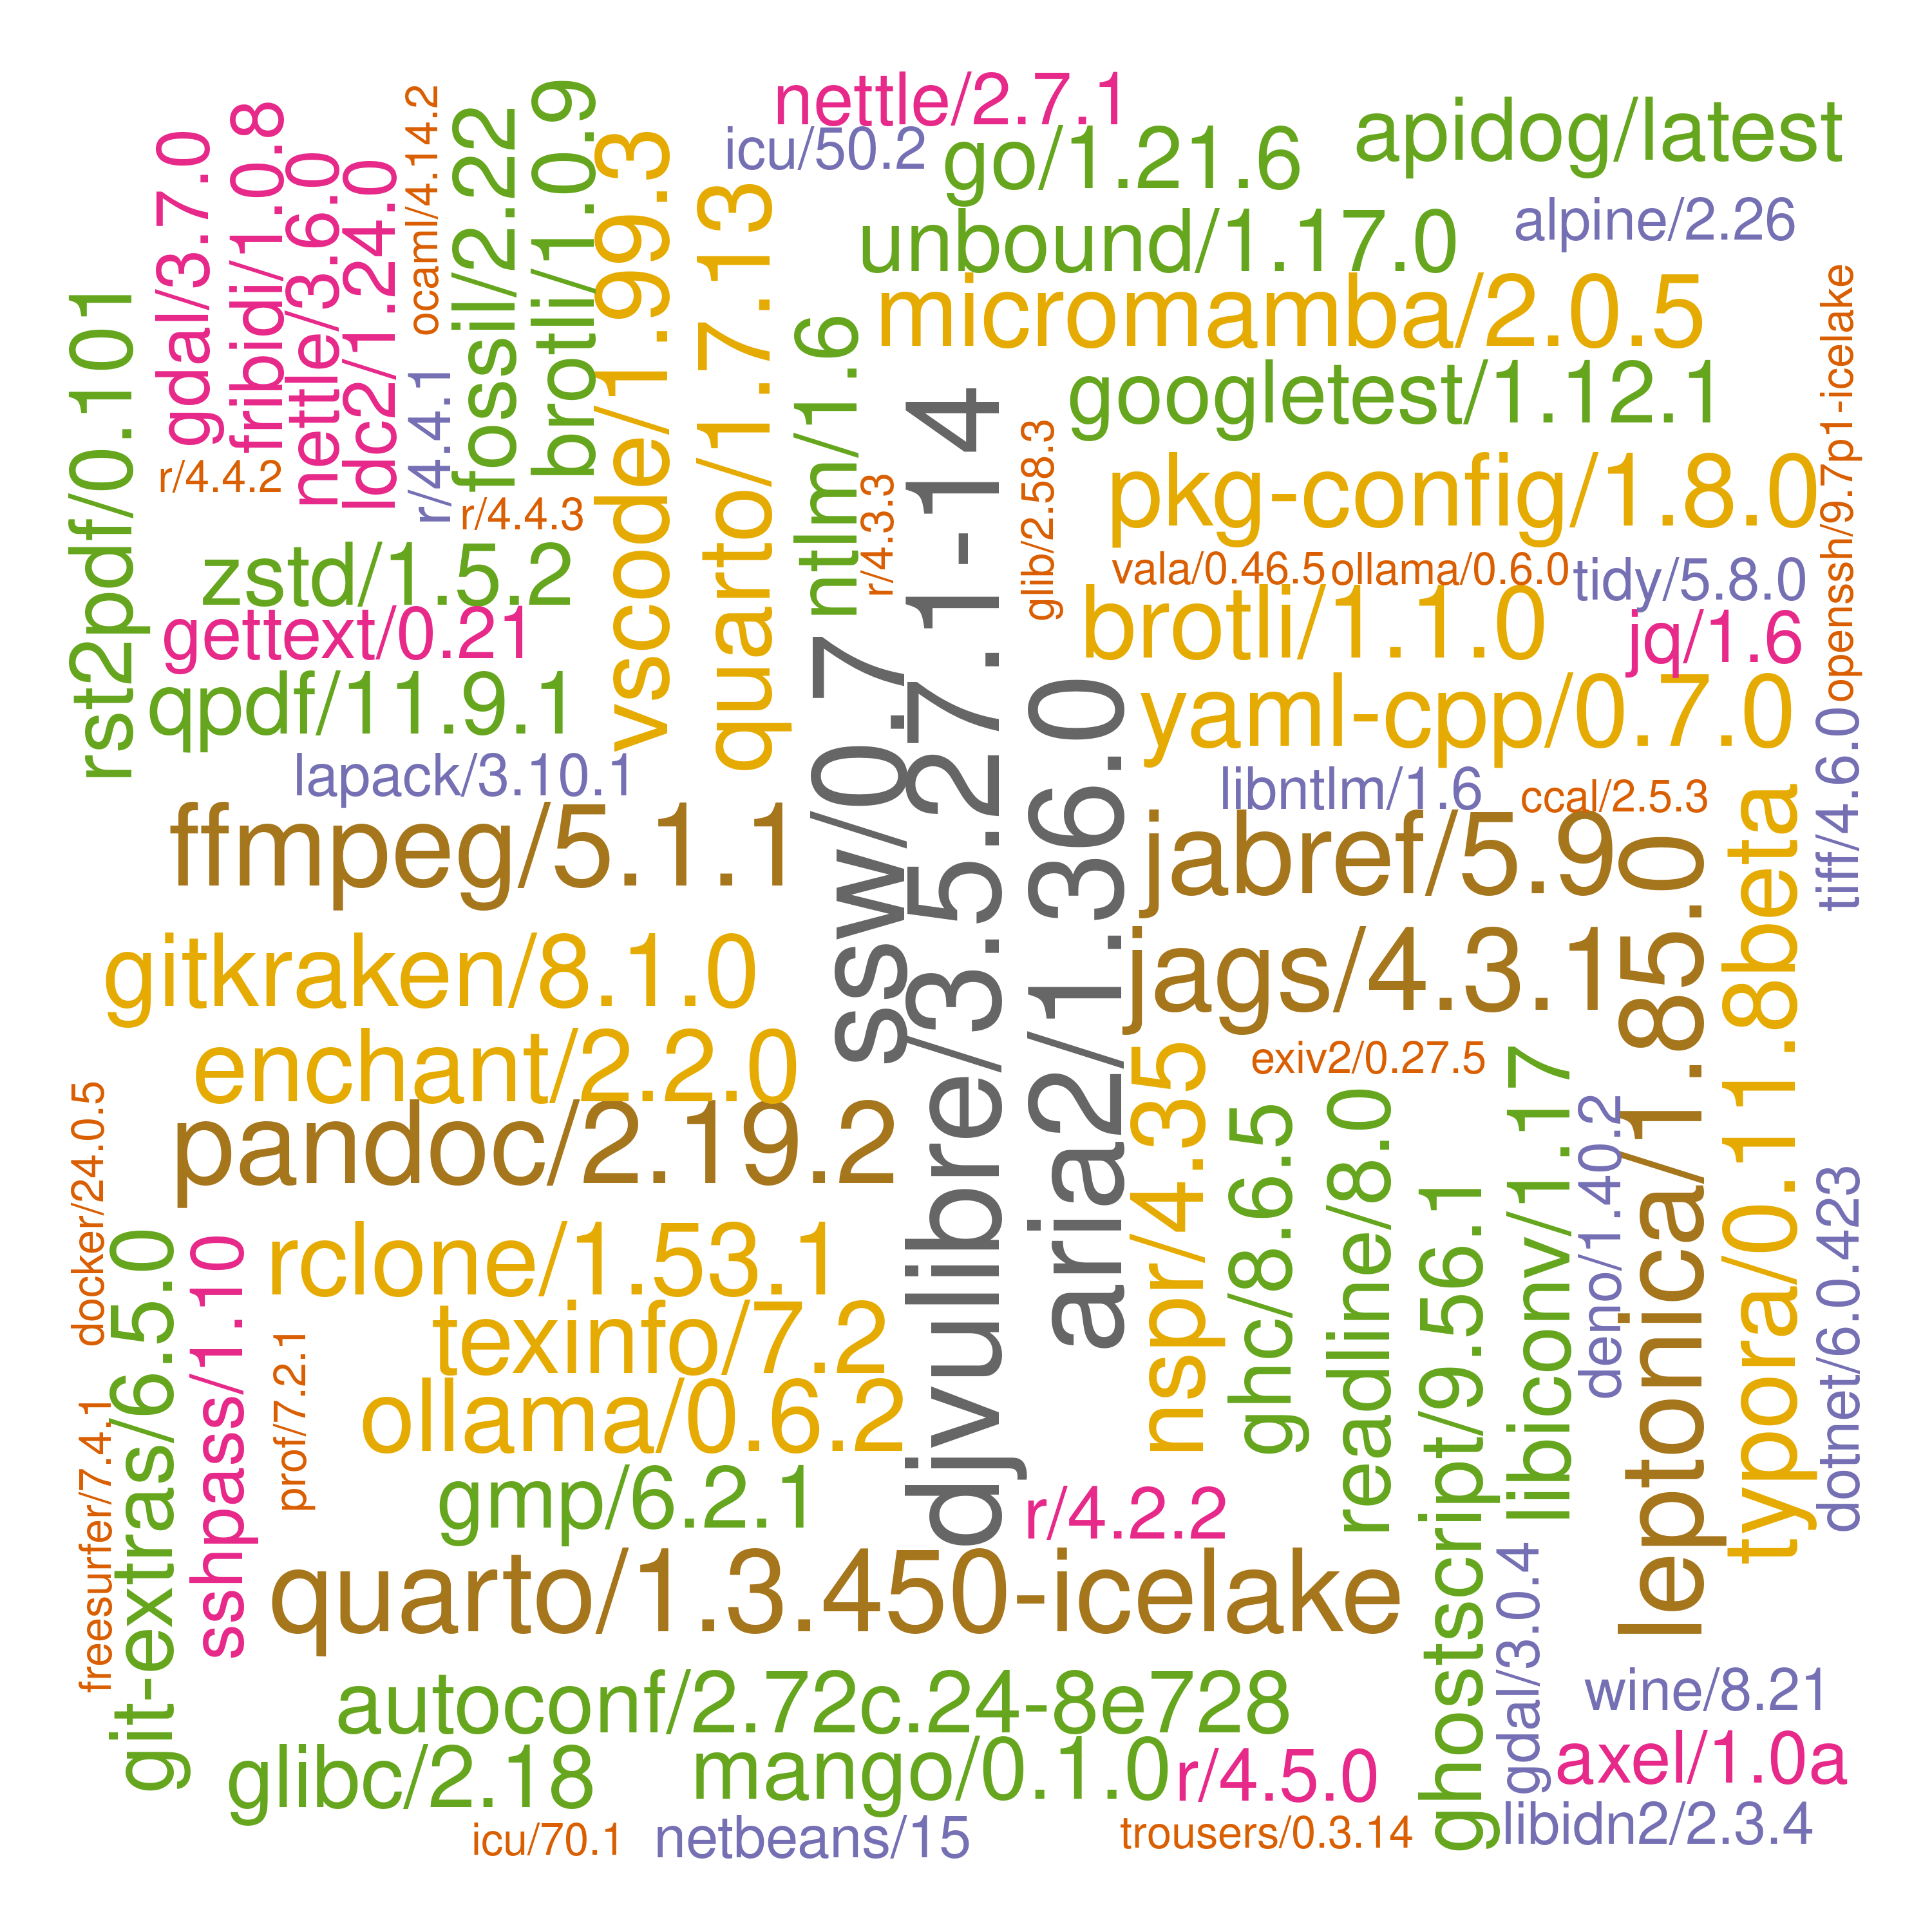 nettle/2.7.1
icu/50.2
go/1.21.6
apidog/latest
unbound/1.17.0
alpine/2.26
micromamba/2.0.5
googletest/1.12.1
pkg-config/1.8.0
vala/0.46.5
ollama/0.6.0
tidy/5.8.0
brotli/1.1.0
jq/1.6
yaml-cpp/0.7.0
libntlm/1.6
ccal/2.5.3
jabref/5.9
jags/4.3.1
exiv2/0.27.5
openssh/9.7p1-icelake
tiff/4.6.0
rst2pdf/0.101
gdal/3.7.0
fribidi/1.0.8
nettle/3.6.0
ldc2/1.24.0
ocaml/4.14.2
r/4.4.1
fossil/2.22
brotli/1.0.9
vscode/1.99.3
quarto/1.7.13
ntlm/1.6
r/4.3.3
glib/2.58.3
r/4.4.2
r/4.4.3
zstd/1.5.2
gettext/0.21
qpdf/11.9.1
lapack/3.10.1
ffmpeg/5.1.1
gitkraken/8.1.0
enchant/2.2.0
pandoc/2.19.2
rclone/1.53.1
texinfo/7.2
ollama/0.6.2
gmp/6.2.1
ssw/0.7
djvulibre/3.5.27.1-14
aria2/1.36.0
nspr/4.35
ghc/8.6.5
readline/8.0
ghostscript/9.56.1
libiconv/1.17
deno/1.40.2
leptonica/1.85.0
typora/0.11.8beta
dotnet/6.0.423
docker/24.0.5
freesurfer/7.4.1
git-extras/6.5.0
sshpass/1.10
prof/7.2.1
r/4.2.2
quarto/1.3.450-icelake
gdal/3.0.4
wine/8.21
autoconf/2.72c.24-8e728
glibc/2.18
mango/0.1.0
r/4.5.0
axel/1.0a
icu/70.1
netbeans/15
trousers/0.3.14
libidn2/2.3.4